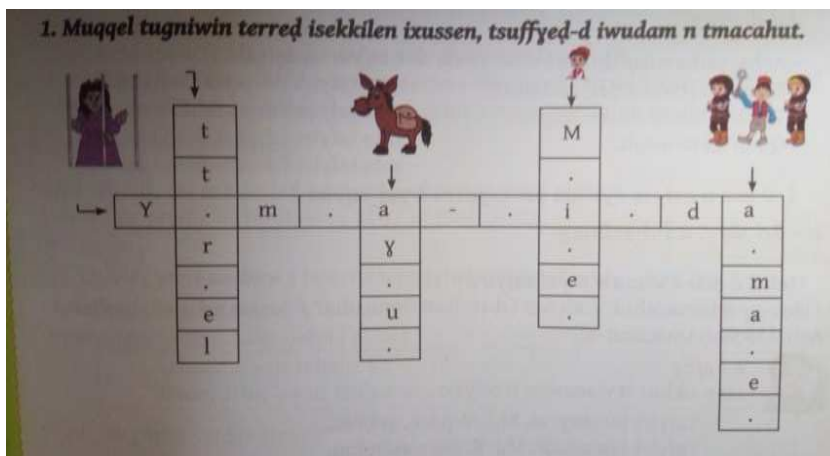 1. Muqqel tugniwin terreḍ isekkilen ixussen, tsuffɣeḍ-d iwudam n tmacahut.
t M
t .
Y . m . a - . i . d a
r ɣ . .
. . e m
e u . a
l . .
e
.